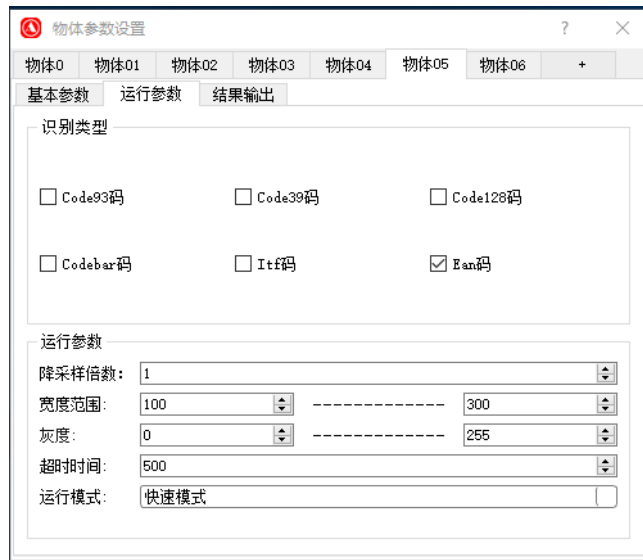 物体参数设置 ?
物体0 物体01 物体02 物体03 物体04 物体05 物体06 +
基本参数 运行参数 结果输出
识别类型
Code93码 Code39码 Code128码
Codebar码 Itf码 Ean码
运行参数
降采样倍数: 1
宽度范围: 100 ------------- 300
灰度: 0 ------------- 255
超时时间: 500
运行模式: 快速模式